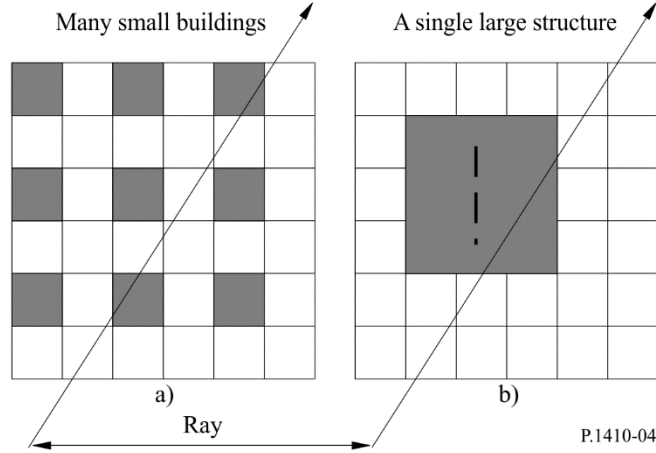 Many small buildings
A single large structure
a)
b)
Ray
P.1410-04